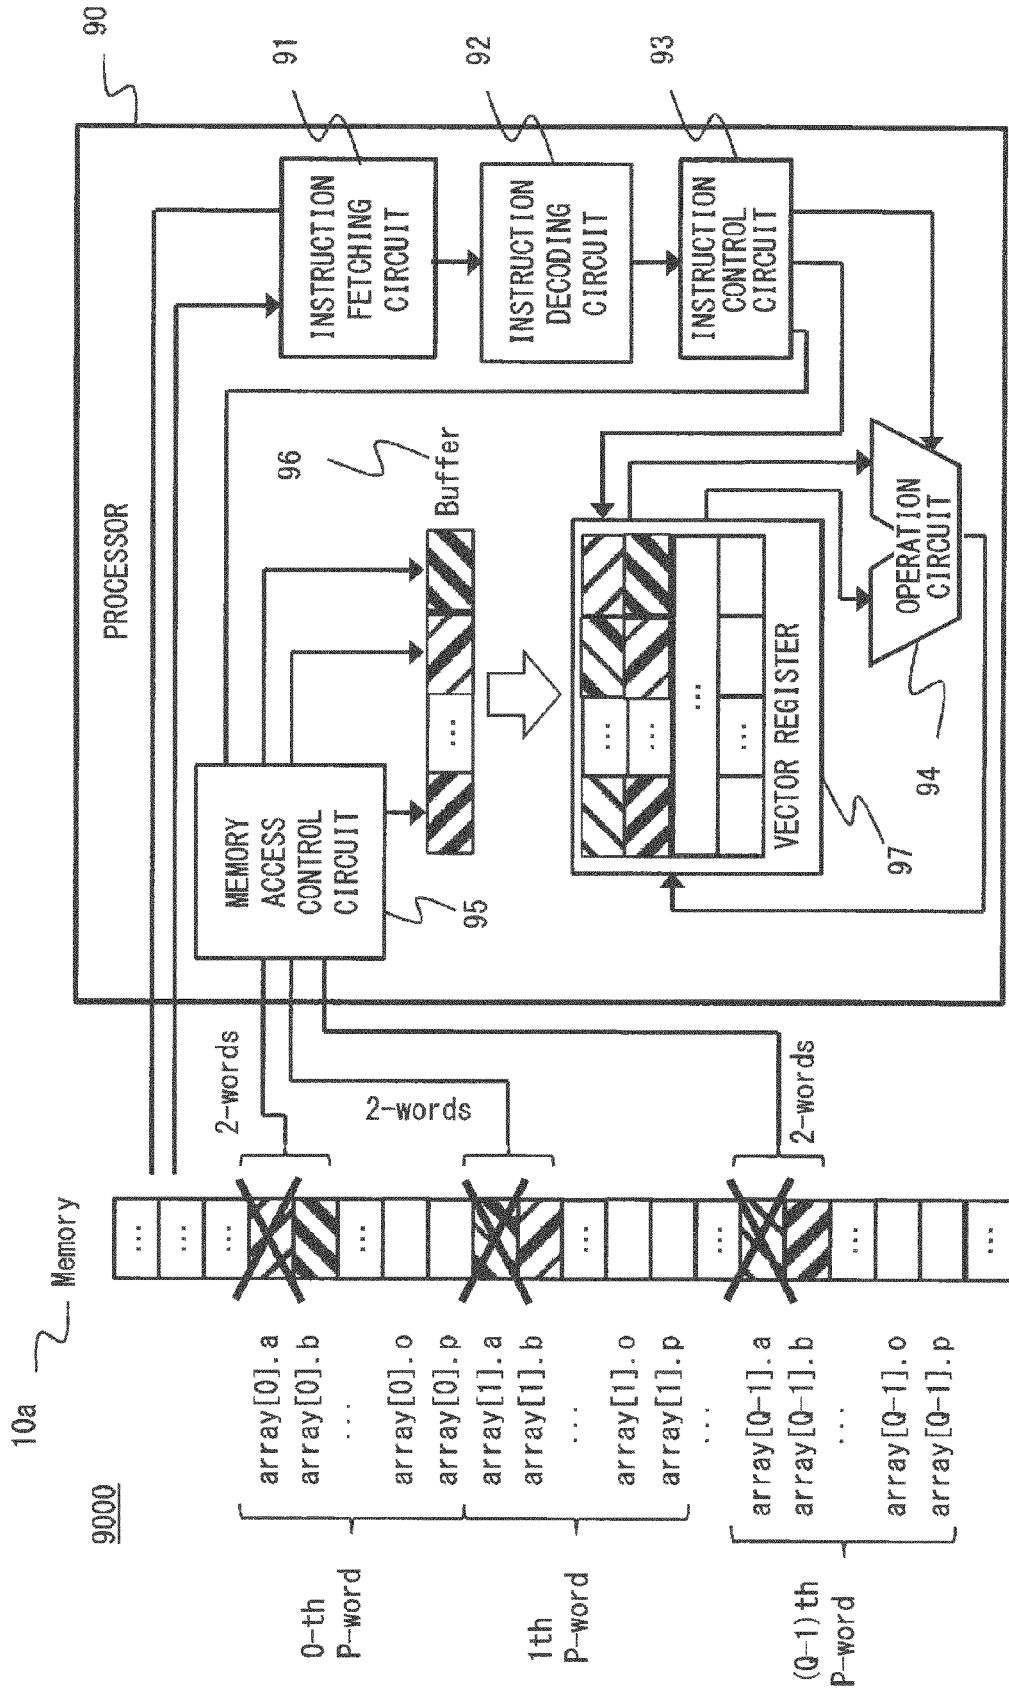 9000
10a
Memory
90
PROCESSOR
MEMORY
ACCESS
CONTROL
CIRCUIT
95
96
Buffer
...
INSTRUCTION
FETCHING
CIRCUIT
91
INSTRUCTION
DECODING
CIRCUIT
92
INSTRUCTION
CONTROL
CIRCUIT
93
...
...
...
...
VECTOR REGISTER
97
OPERATION
CIRCUIT
94
2-words
2-words
2-words
...
...
...
...
...
...
...
...
...
0-th
P-word
array[0].a
array[0].b
...
array[0].o
array[0].p
1th
P-word
array[1].a
array[1].b
...
array[1].o
array[1].p
...
(Q-1)th
P-word
array[Q-1].a
array[Q-1].b
...
array[Q-1].o
array[Q-1].p